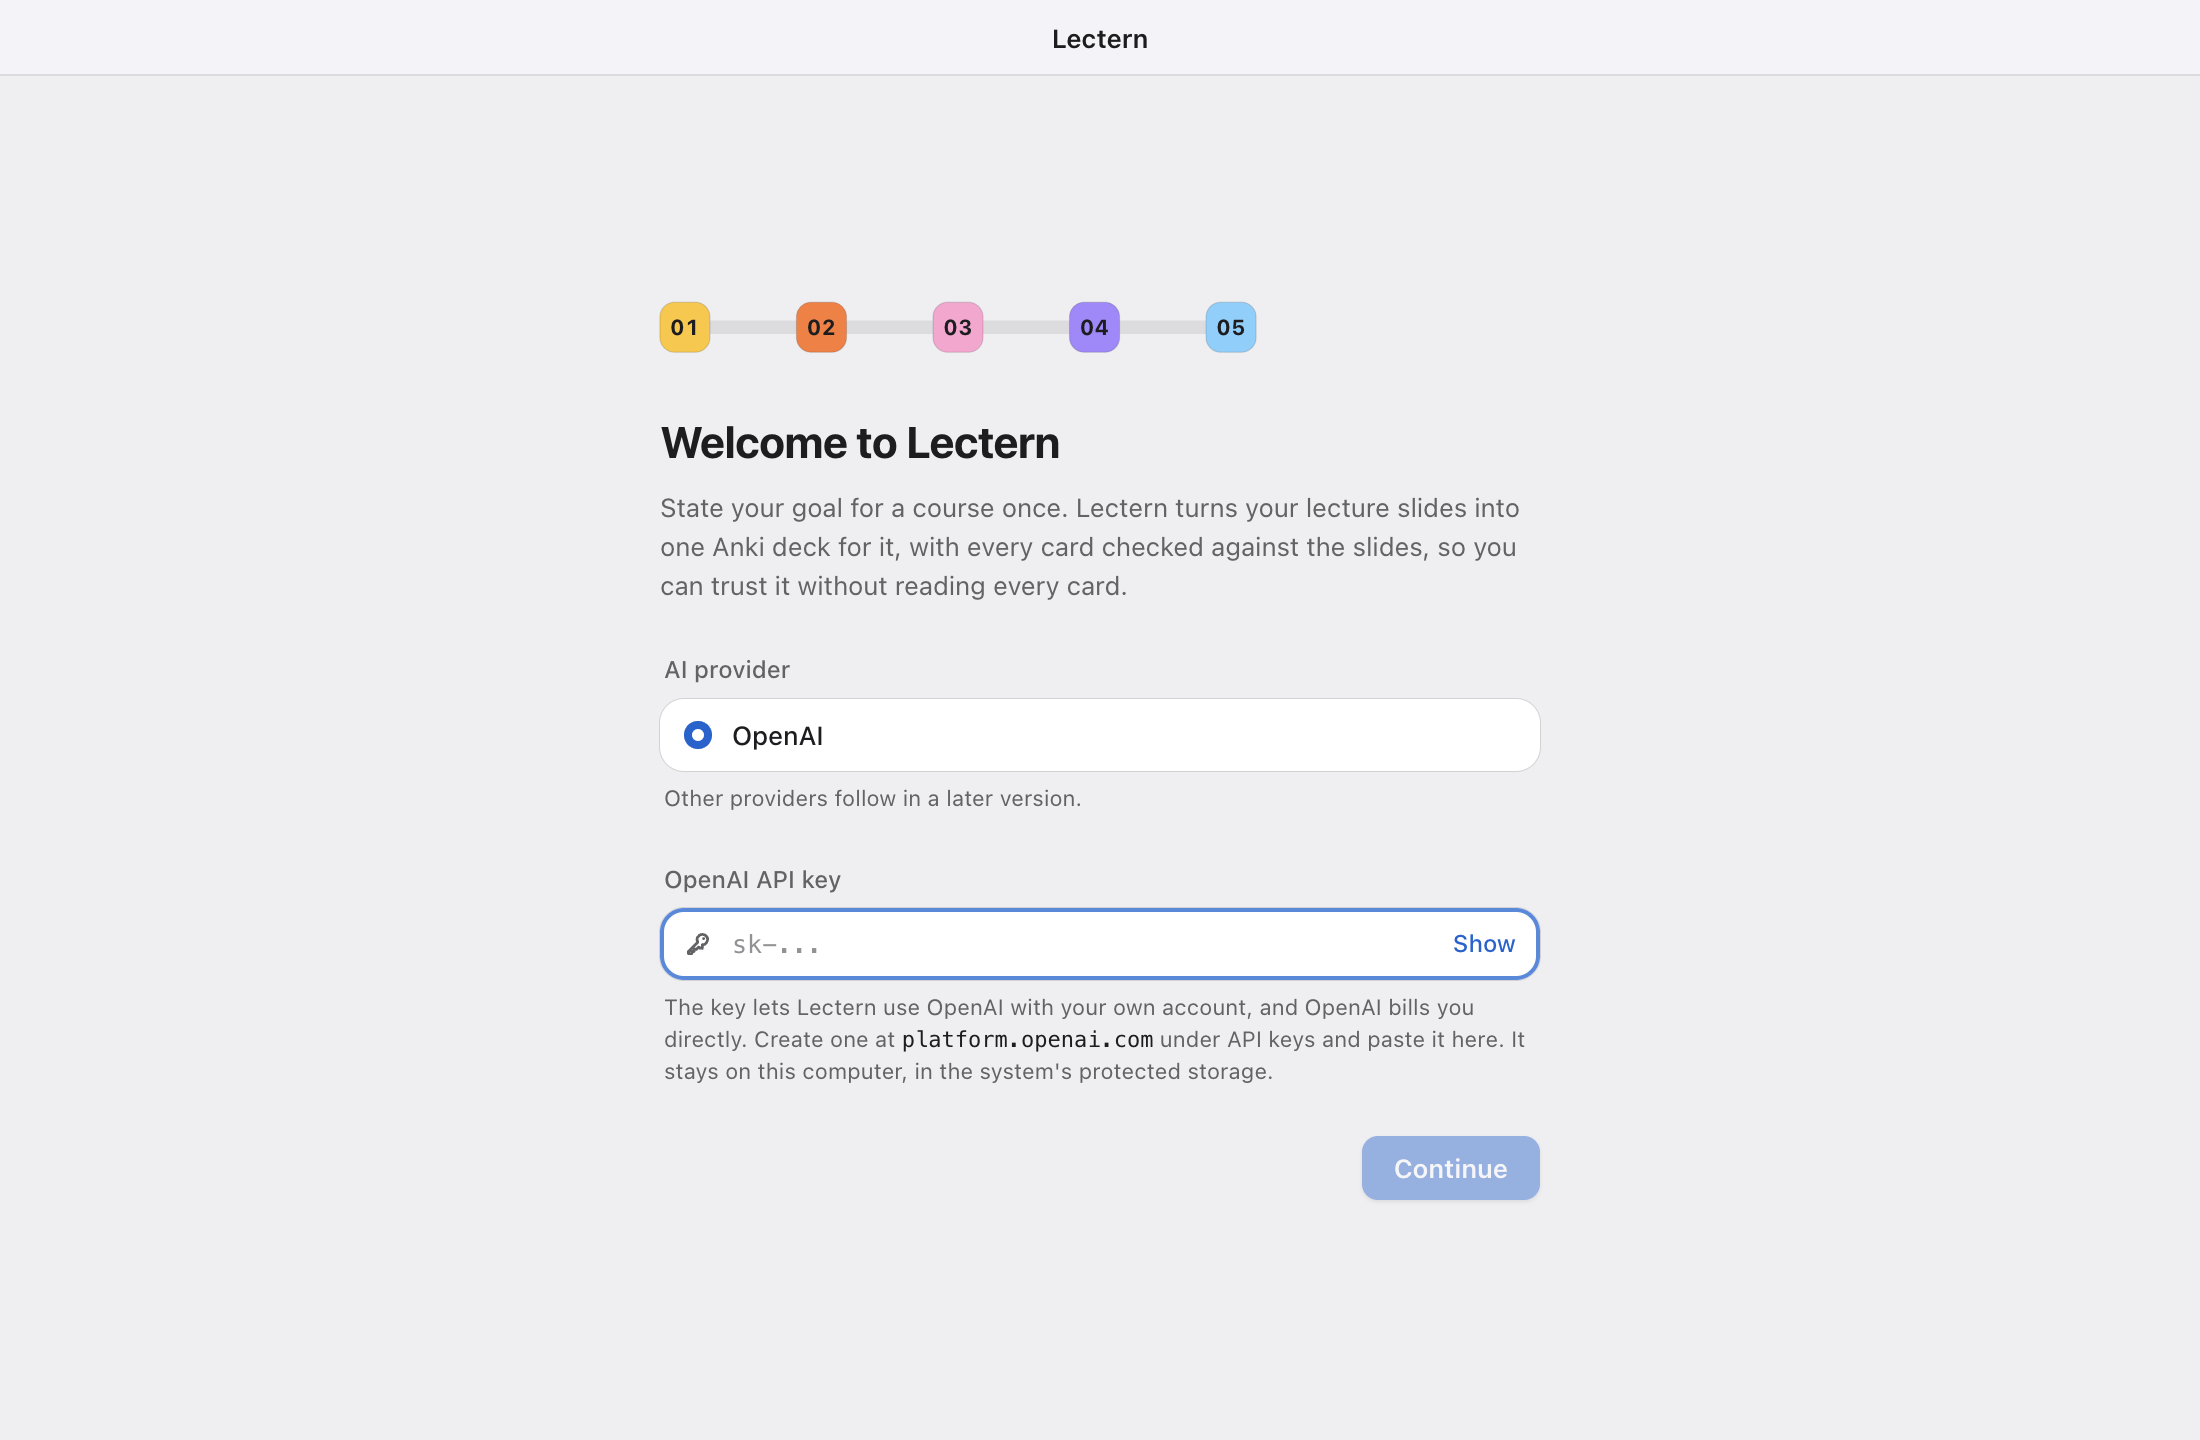 Lectern
01 02 03 04 05
Welcome to Lectern
State your goal for a course once. Lectern turns your lecture slides into
one Anki deck for it, with every card checked against the slides, so you
can trust it without reading every card.
AI provider
OpenAI
Other providers follow in a later version.
OpenAI API key
sk-... Show
The key lets Lectern use OpenAI with your own account, and OpenAI bills you
directly. Create one at platform.openai.com under API keys and paste it here. It
stays on this computer, in the system's protected storage.
Continue